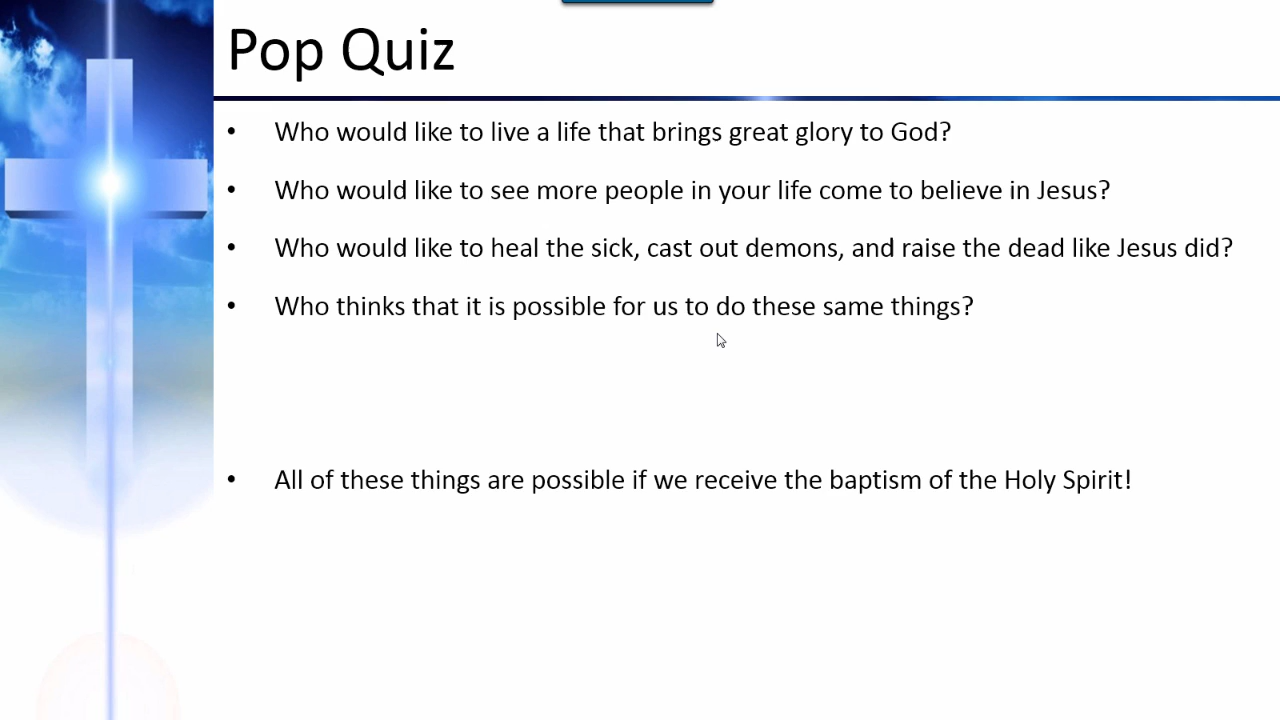 Pop Quiz
• Who would like to live a life that brings great glory to God?
• Who would like to see more people in your life come to believe in Jesus?
• Who would like to heal the sick, cast out demons, and raise the dead like Jesus did?
• Who thinks that it is possible for us to do these same things?
• All of these things are possible if we receive the baptism of the Holy Spirit!